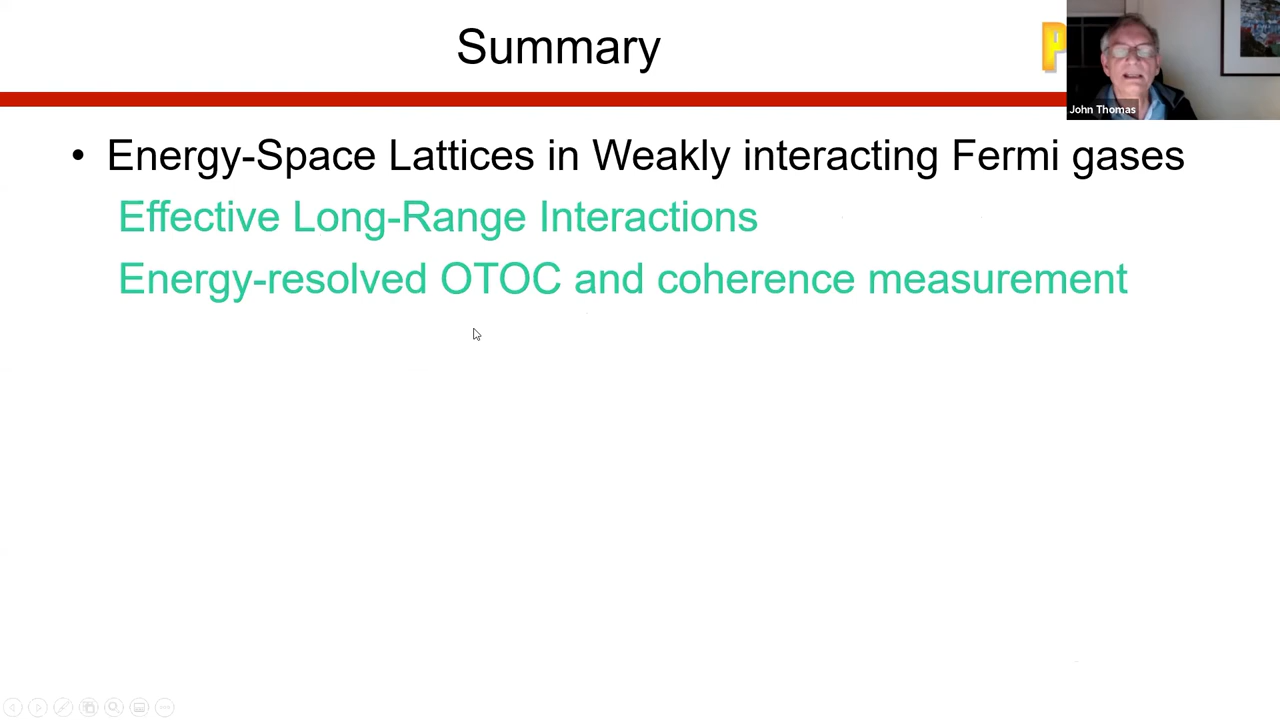 Summary
P
John Thomas
• Energy-Space Lattices in Weakly interacting Fermi gases
Effective Long-Range Interactions
Energy-resolved OTOC and coherence measurement